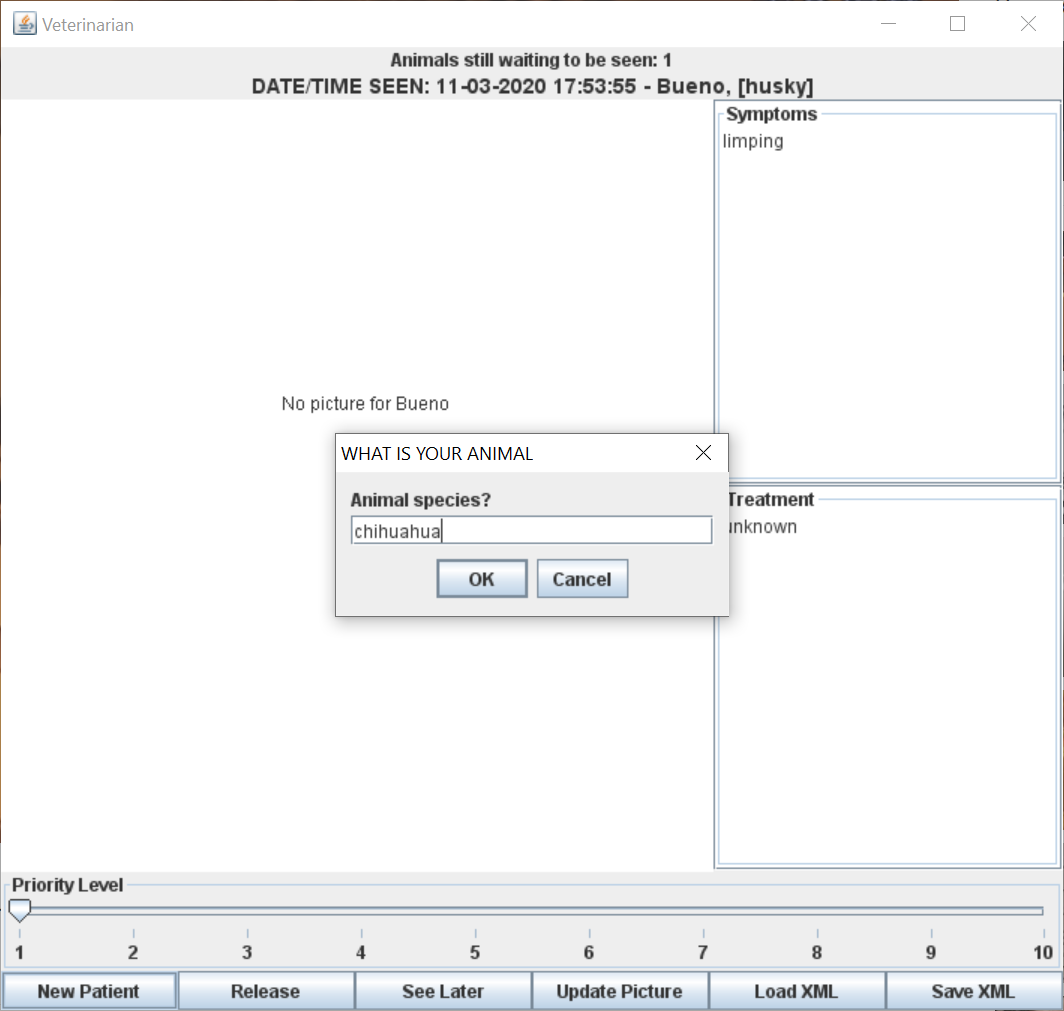 Veterinarian
Animals still waiting to be seen: 1
DATE/TIME SEEN: 11-03-2020 17:53:55 - Bueno, [husky]
Symptoms
limping
No picture for Bueno
WHAT IS YOUR ANIMAL
Animal species?
chihuahua
OK Cancel
Treatment
unknown
Priority Level
1 2 3 4 5 6 7 8 9 10
New Patient Release See Later Update Picture Load XML Save XML